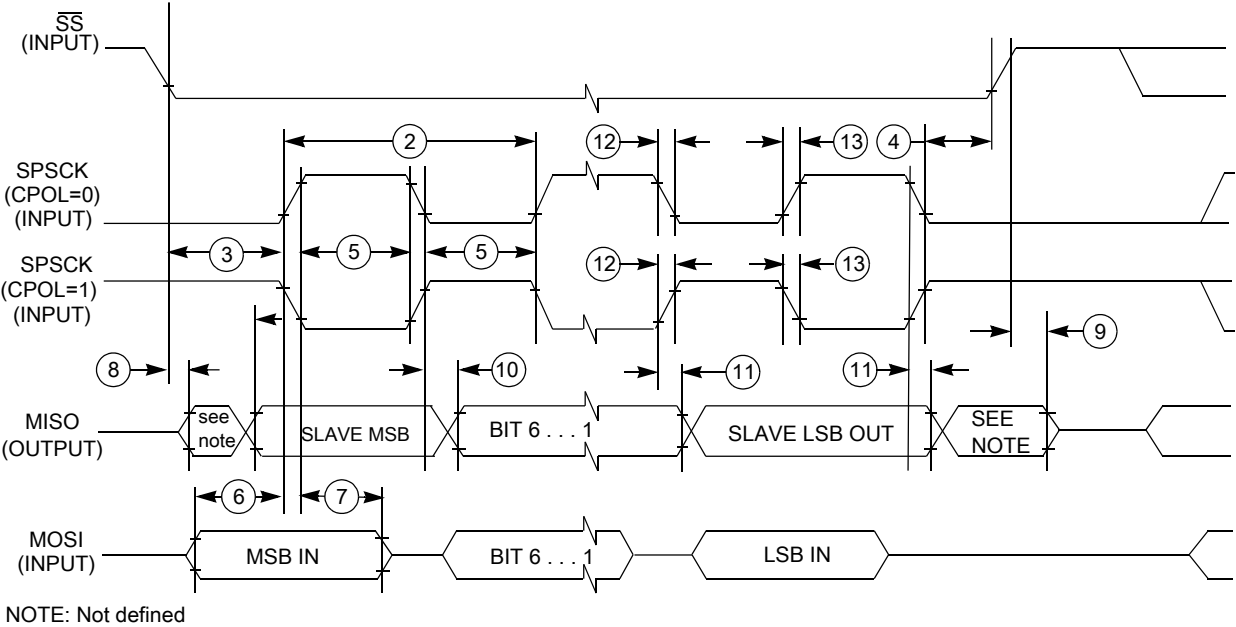 SS
(INPUT)
2
12
13
4
SPSCK
(CPOL=0)
(INPUT)
3
5
5
SPSCK
(CPOL=1)
(INPUT)
12
13
8
10
11
11
9
MISO
(OUTPUT)
see
note
SLAVE MSB
BIT 6 . . . 1
SLAVE LSB OUT
SEE
NOTE
6
7
MOSI
(INPUT)
MSB IN
BIT 6 . . . 1
LSB IN
NOTE: Not defined